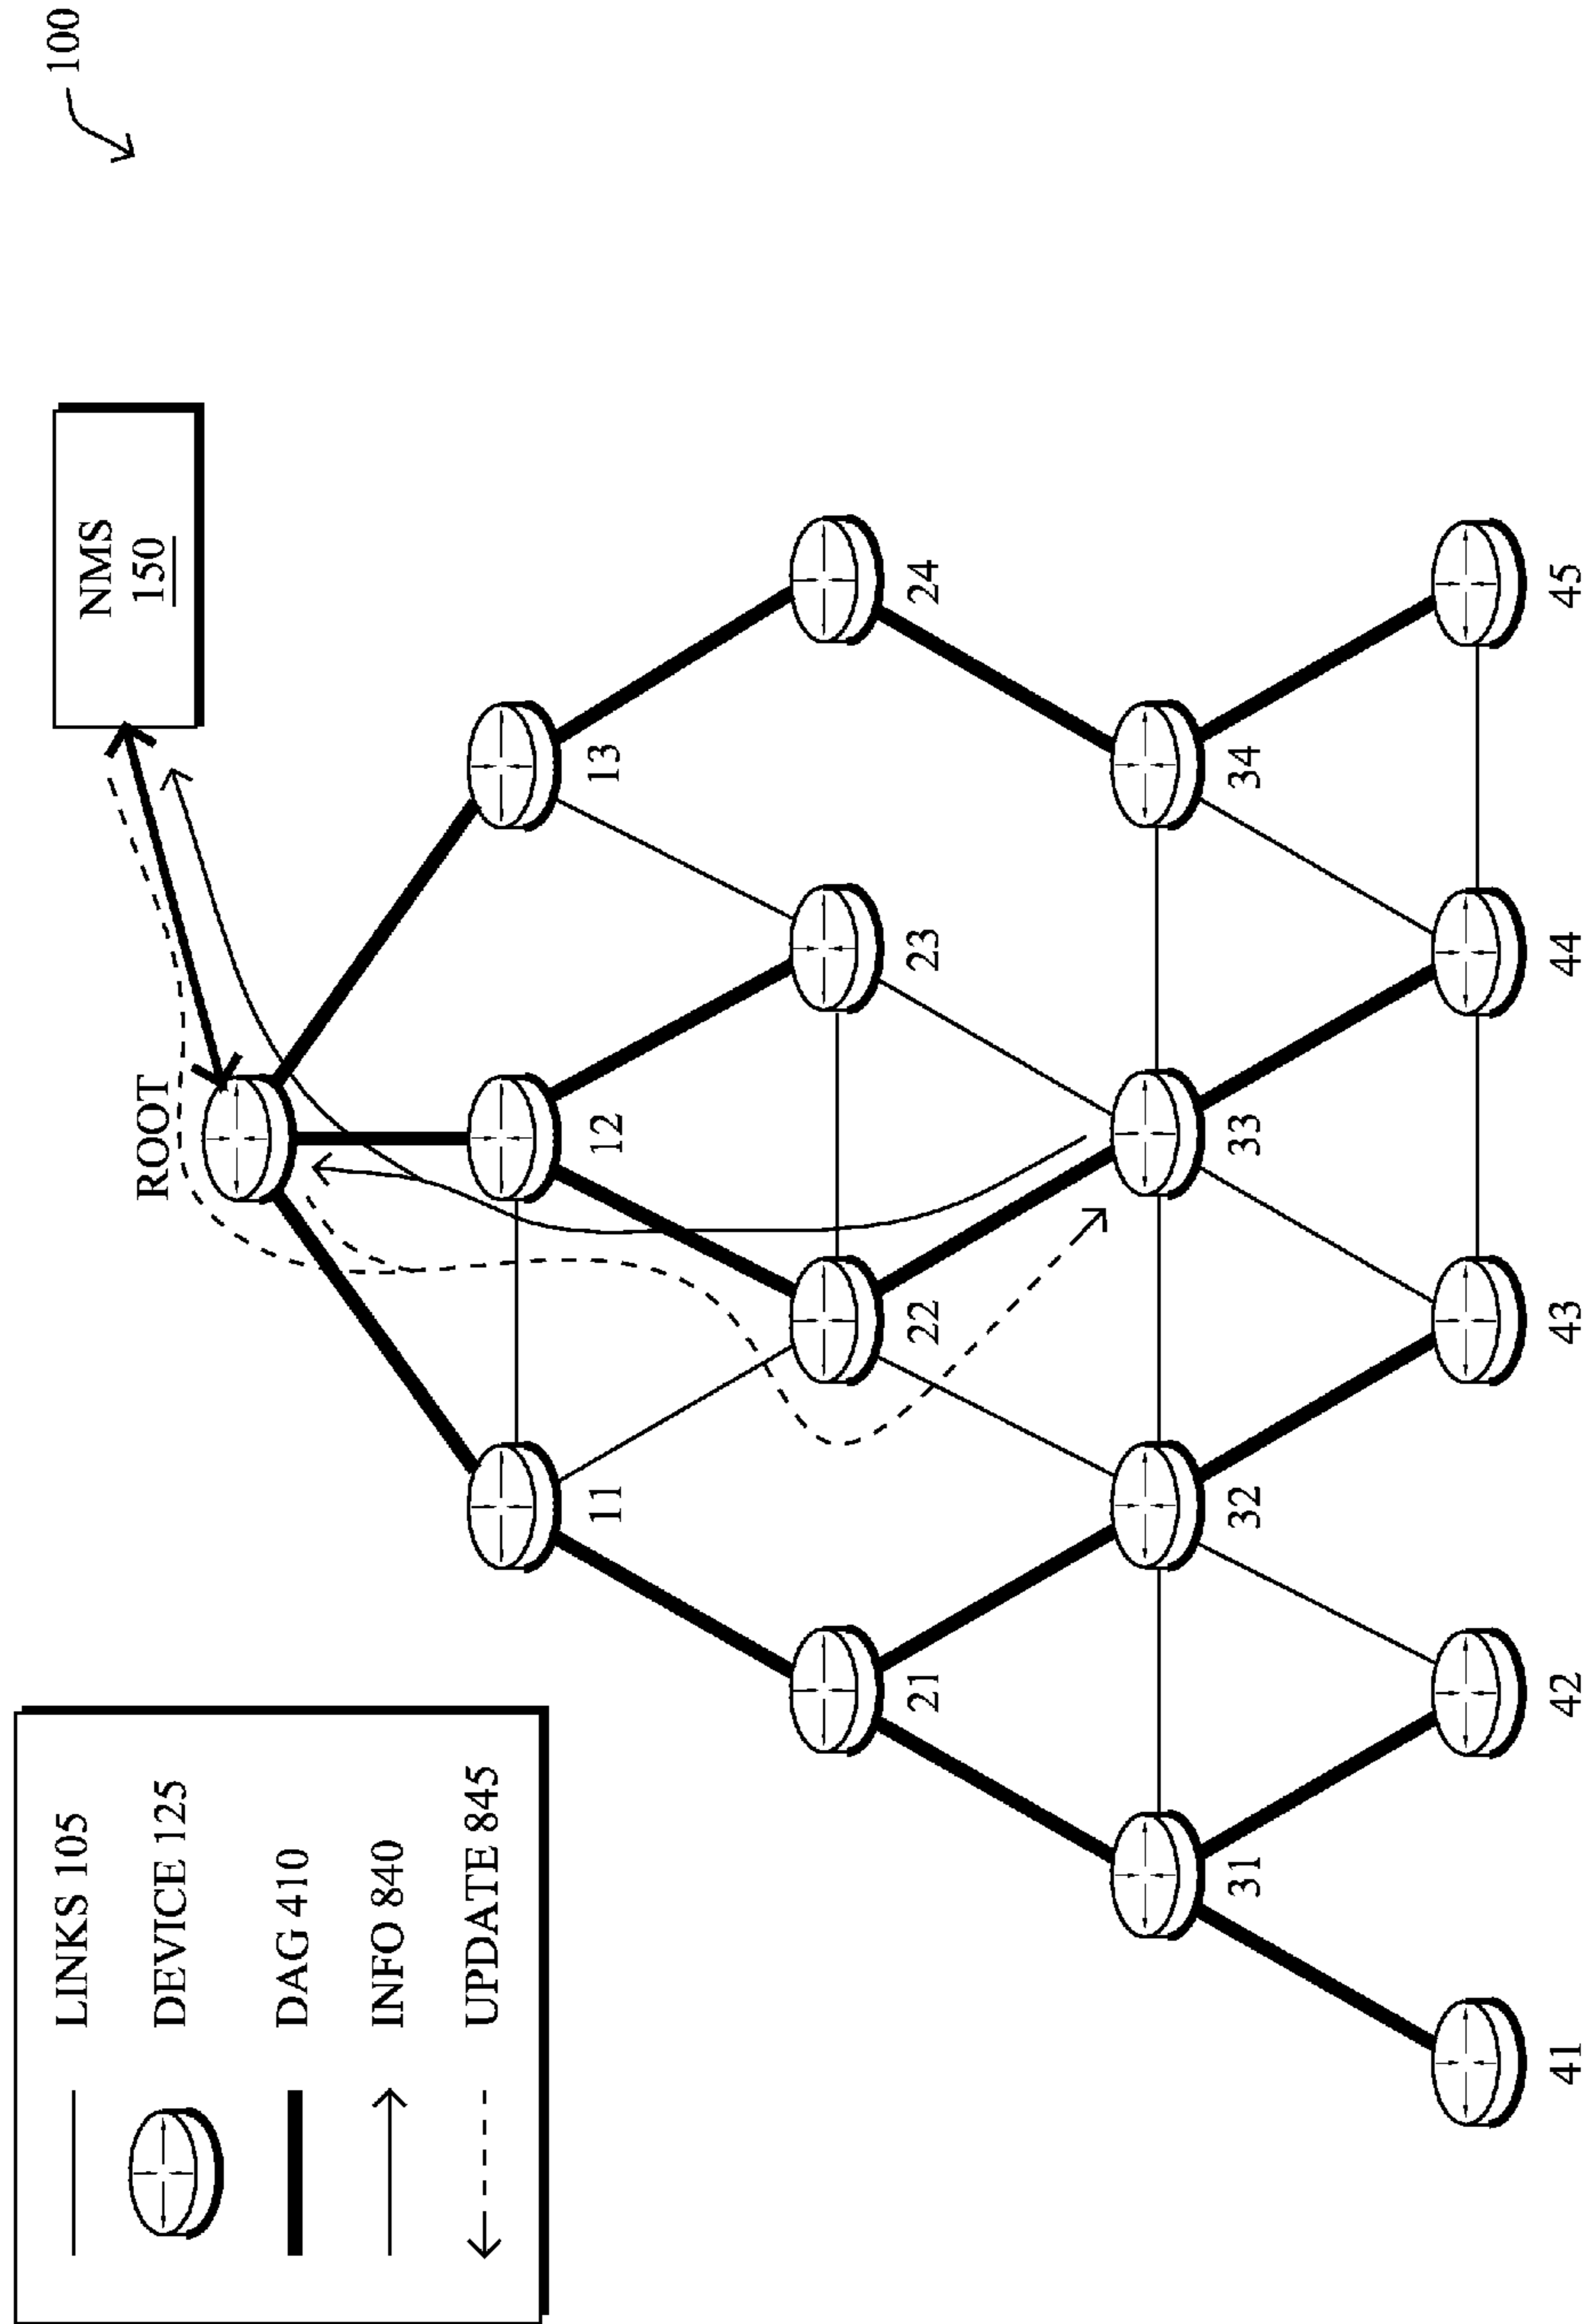 100
LINKS 105
DEVICE 125
DAG 410
INFO 840
UPDATE 845
NMS
150
ROOT
11
12
13
21
22
23
24
31
32
33
34
41
42
43
44
45